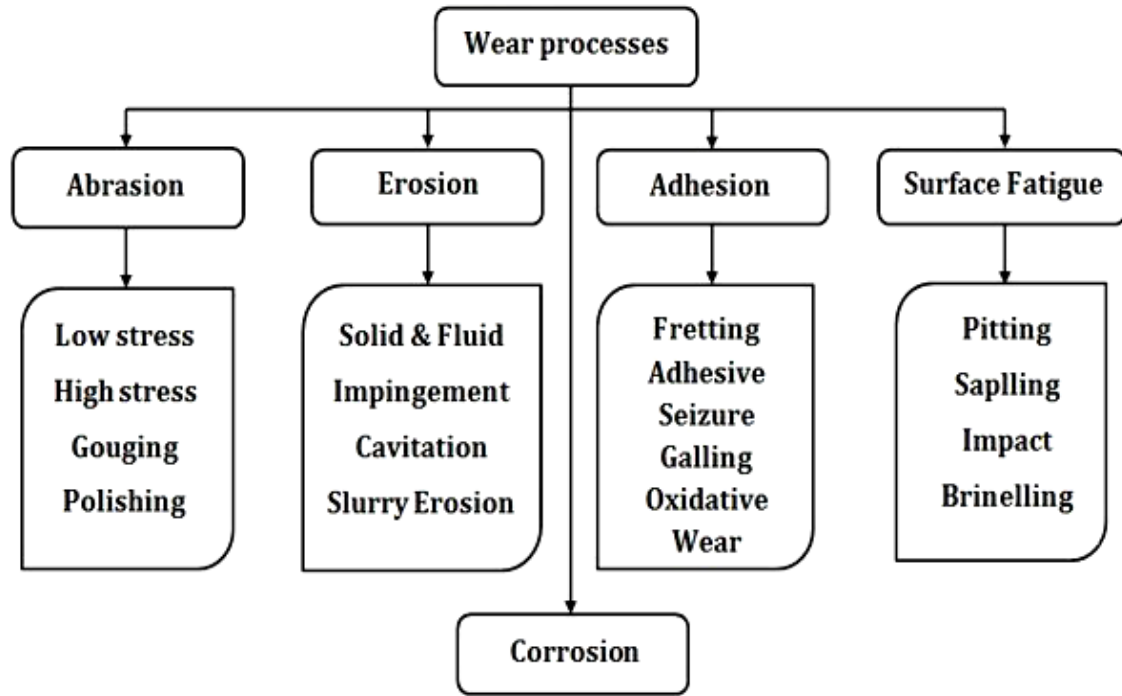 Wear processes
Abrasion
Erosion
Adhesion
Surface Fatigue
Low stress
High stress
Gouging
Polishing
Solid & Fluid
Impingement
Cavitation
Slurry Erosion
Fretting
Adhesive
Seizure
Galling
Oxidative
Wear
Pitting
Saplling
Impact
Brinelling
Corrosion